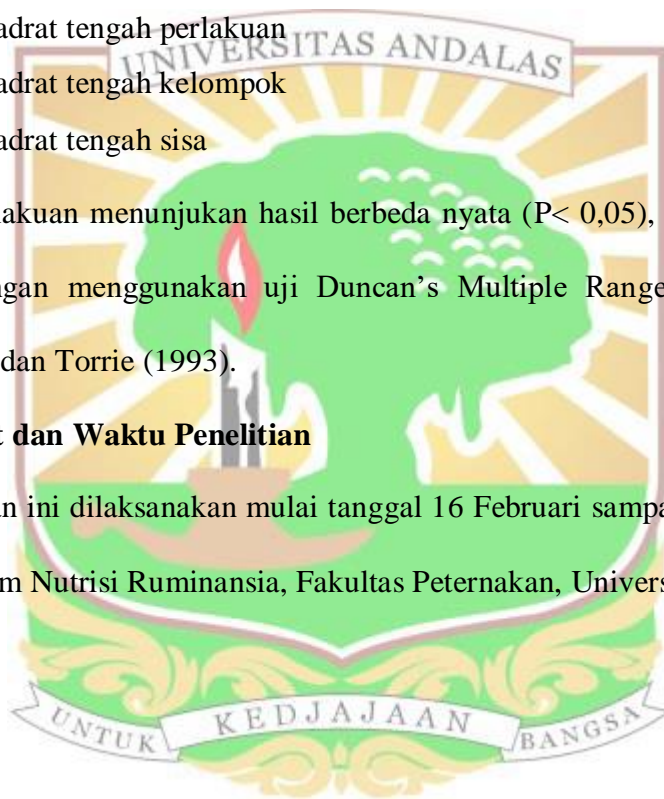 adrat tengah perlakuan
UNIVERSITAS ANDALAS
adrat tengah kelompok
adrat tengah sisa
lakuan menunjukan hasil berbeda nyata (P< 0,05),
ngan menggunakan uji Duncan’s Multiple Range
dan Torrie (1993).
t dan Waktu Penelitian
an ini dilaksanakan mulai tanggal 16 Februari sampa
m Nutrisi Ruminansia, Fakultas Peternakan, Univers
UNTUK KEDJAJAAN BANGSA